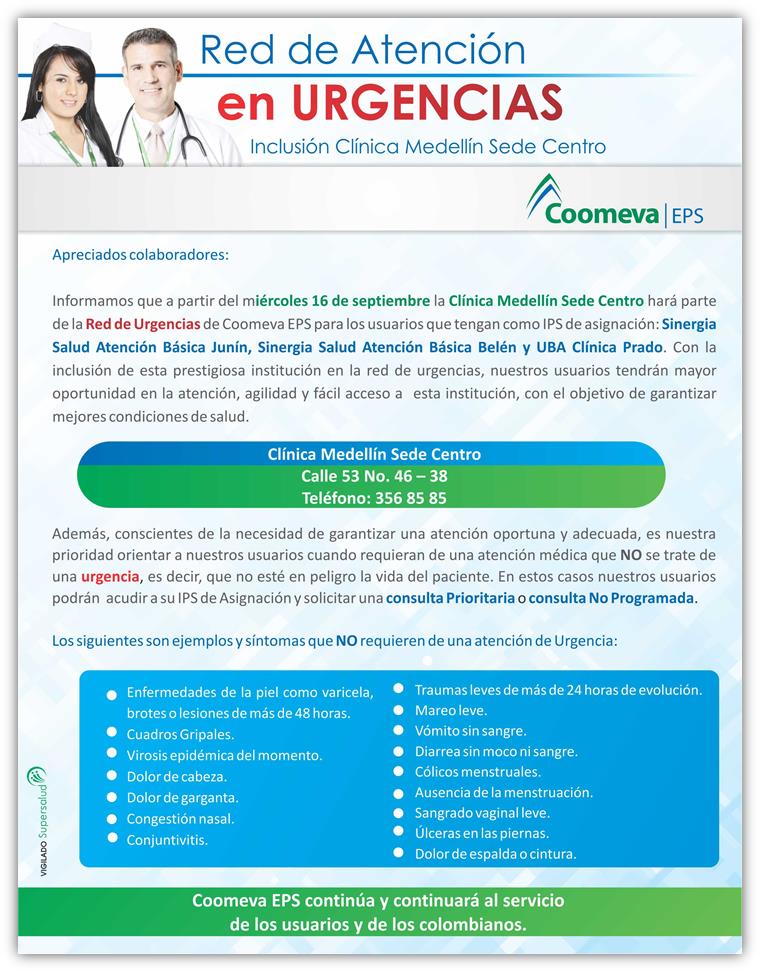 Red de Atención
en URGENCIAS
Inclusión Clínica Medellín Sede Centro
Coomeva | EPS
Apreciados colaboradores:
Informamos que a partir del miércoles 16 de septiembre la Clínica Medellín Sede Centro hará parte
de la Red de Urgencias de Coomeva EPS para los usuarios que tengan como IPS de asignación: Sinergia
Salud Atención Básica Junín, Sinergia Salud Atención Básica Belén y UBA Clínica Prado. Con la
inclusión de esta prestigiosa institución en la red de urgencias, nuestros usuarios tendrán mayor
oportunidad en la atención, agilidad y fácil acceso a esta institución, con el objetivo de garantizar
mejores condiciones de salud.
Clínica Medellín Sede Centro
Calle 53 No. 46 – 38
Teléfono: 356 85 85
Además, conscientes de la necesidad de garantizar una atención oportuna y adecuada, es nuestra
prioridad orientar a nuestros usuarios cuando requieran de una atención médica que NO se trate de
una urgencia, es decir, que no esté en peligro la vida del paciente. En estos casos nuestros usuarios
podrán acudir a su IPS de Asignación y solicitar una consulta Prioritaria o consulta No Programada.
Los siguientes son ejemplos y síntomas que NO requieren de una atención de Urgencia:
Enfermedades de la piel como varicela,
brotes o lesiones de más de 48 horas.
Cuadros Gripales.
Virosis epidémica del momento.
Dolor de cabeza.
Dolor de garganta.
Congestión nasal.
Conjuntivitis.
Traumas leves de más de 24 horas de evolución.
Mareo leve.
Vómito sin sangre.
Diarrea sin moco ni sangre.
Cólicos menstruales.
Ausencia de la menstruación.
Sangrado vaginal leve.
Úlceras en las piernas.
Dolor de espalda o cintura.
VIGILADO Supersalud
Coomeva EPS continúa y continuará al servicio
de los usuarios y de los colombianos.